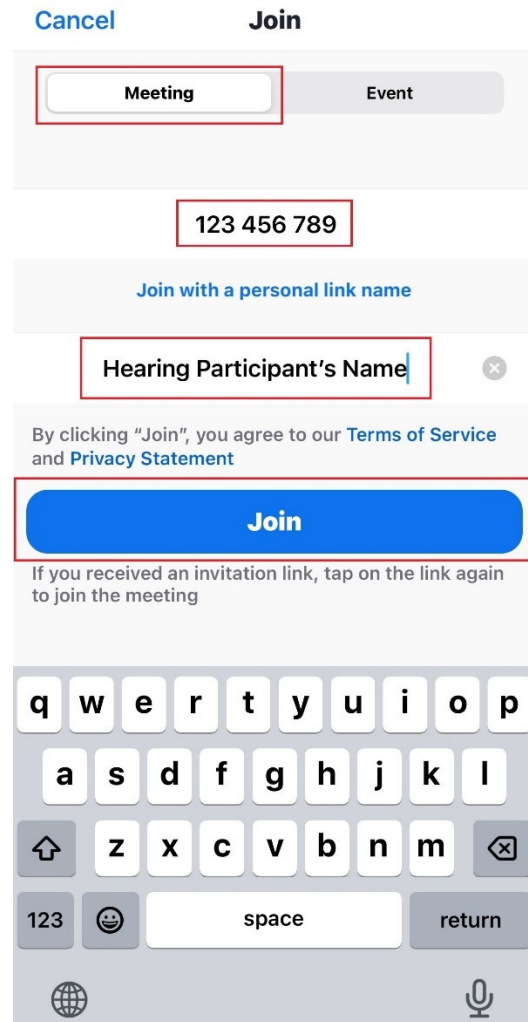 Cancel Join
Meeting Event
123 456 789
Join with a personal link name
Hearing Participant’s Name
By clicking “Join”, you agree to our Terms of Service
and Privacy Statement
Join
If you received an invitation link, tap on the link again
to join the meeting
q w e r t y u i o p
a s d f g h j k l
z x c v b n m
123 space return